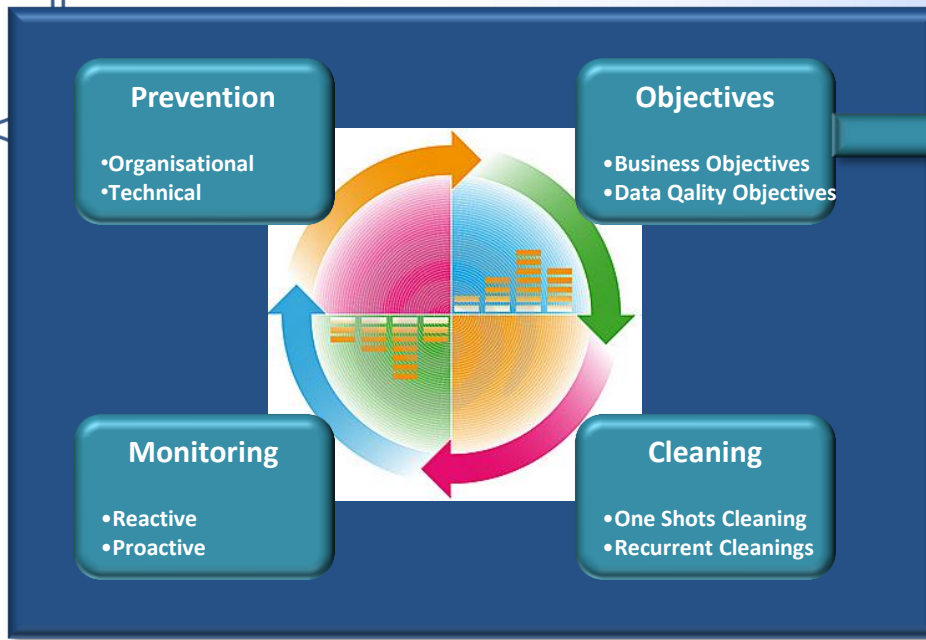 Prevention
•Organisational
•Technical
Objectives
•Business Objectives
•Data Qality Objectives
Monitoring
•Reactive
•Proactive
Cleaning
•One Shots Cleaning
•Recurrent Cleanings